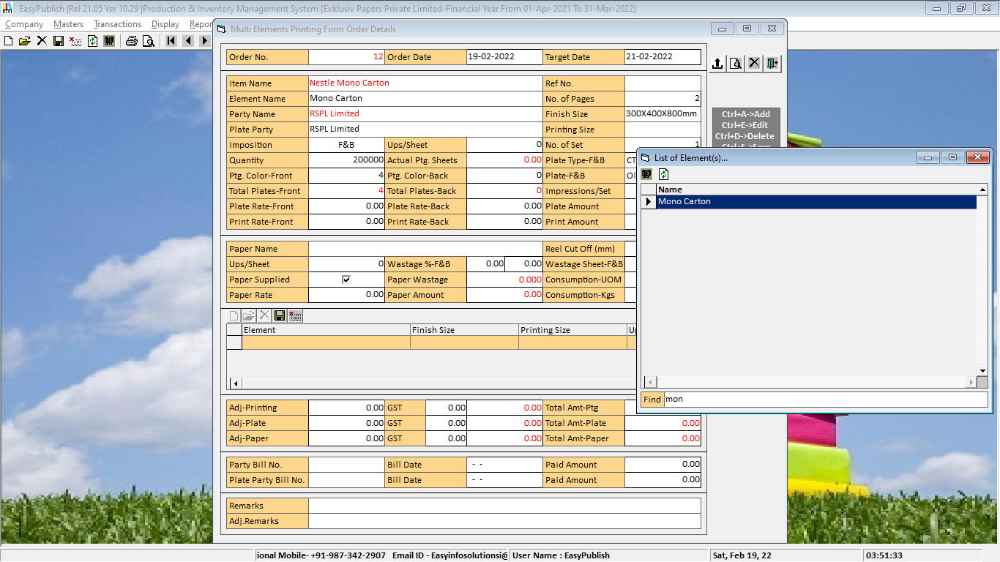 EasyPublish |Rel 21.05 Ver 10.29 |Production & Inventory Management System [Exklusiv Papers Private Limited-Financial Year From 01-Apr-2021 To 31-Mar-2022]
Company Masters Transactions Display Repor
Multi Elements Printing Form Order Details
Order No. 12 Order Date 19-02-2022 Target Date 21-02-2022
Item Name Nestle Mono Carton Ref No.
Element Name Mono Carton No. of Pages 2
Party Name RSPL Limited Finish Size 300X400X800mm
Plate Party RSPL Limited Printing Size
Imposition F&B Ups/Sheet 0 No. of Set 1
Quantity 200000 Actual Ptg. Sheets 0.00 Plate Type-F&B CT
Ptg. Color-Front 4 Ptg. Color-Back 0 Plate-F&B Ol
Total Plates-Front 4 Total Plates-Back 0 Impressions/Set
Plate Rate-Front 0.00 Plate Rate-Back 0.00 Plate Amount
Print Rate-Front 0.00 Print Rate-Back 0.00 Print Amount
Ctrl+A->Add
Ctrl+E->Edit
Ctrl+D->Delete
Ctrl+S->Save
List of Element(s)...
Name
Mono Carton
Find mon
Paper Name Reel Cut Off (mm)
Ups/Sheet 0 Wastage %-F&B 0.00 0.00 Wastage Sheet-F&B
Paper Supplied Paper Wastage 0.000 Consumption-UOM
Paper Rate 0.00 Paper Amount 0.00 Consumption-Kgs
Element Finish Size Printing Size Up
Adj-Printing 0.00 GST 0.00 0.00 Total Amt-Ptg
Adj-Plate 0.00 GST 0.00 0.00 Total Amt-Plate 0.00
Adj-Paper 0.00 GST 0.00 0.00 Total Amt-Paper 0.00
Party Bill No. Bill Date - - Paid Amount 0.00
Plate Party Bill No. Bill Date - - Paid Amount 0.00
Remarks
Adj.Remarks
ional Mobile- +91-987-342-2907 Email ID - Easyinfosolutionsi@ User Name : EasyPublish Sat, Feb 19, 22 03:51:33